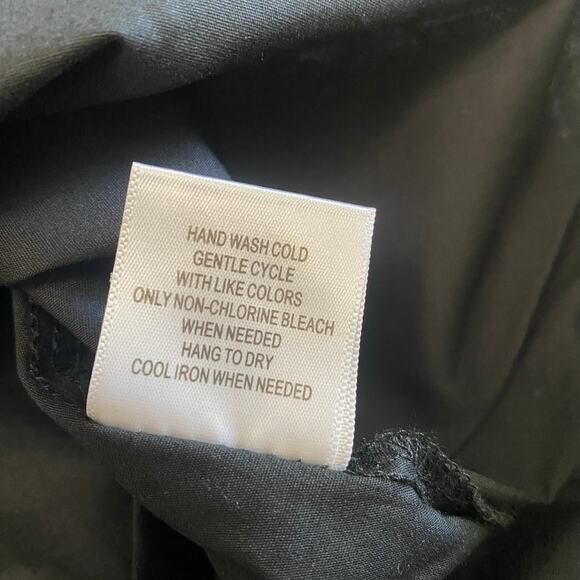 HAND WASH COLD
GENTLE CYCLE
WITH LIKE COLORS
ONLY NON-CHLORINE BLEACH
WHEN NEEDED
HANG TO DRY
COOL IRON WHEN NEEDED